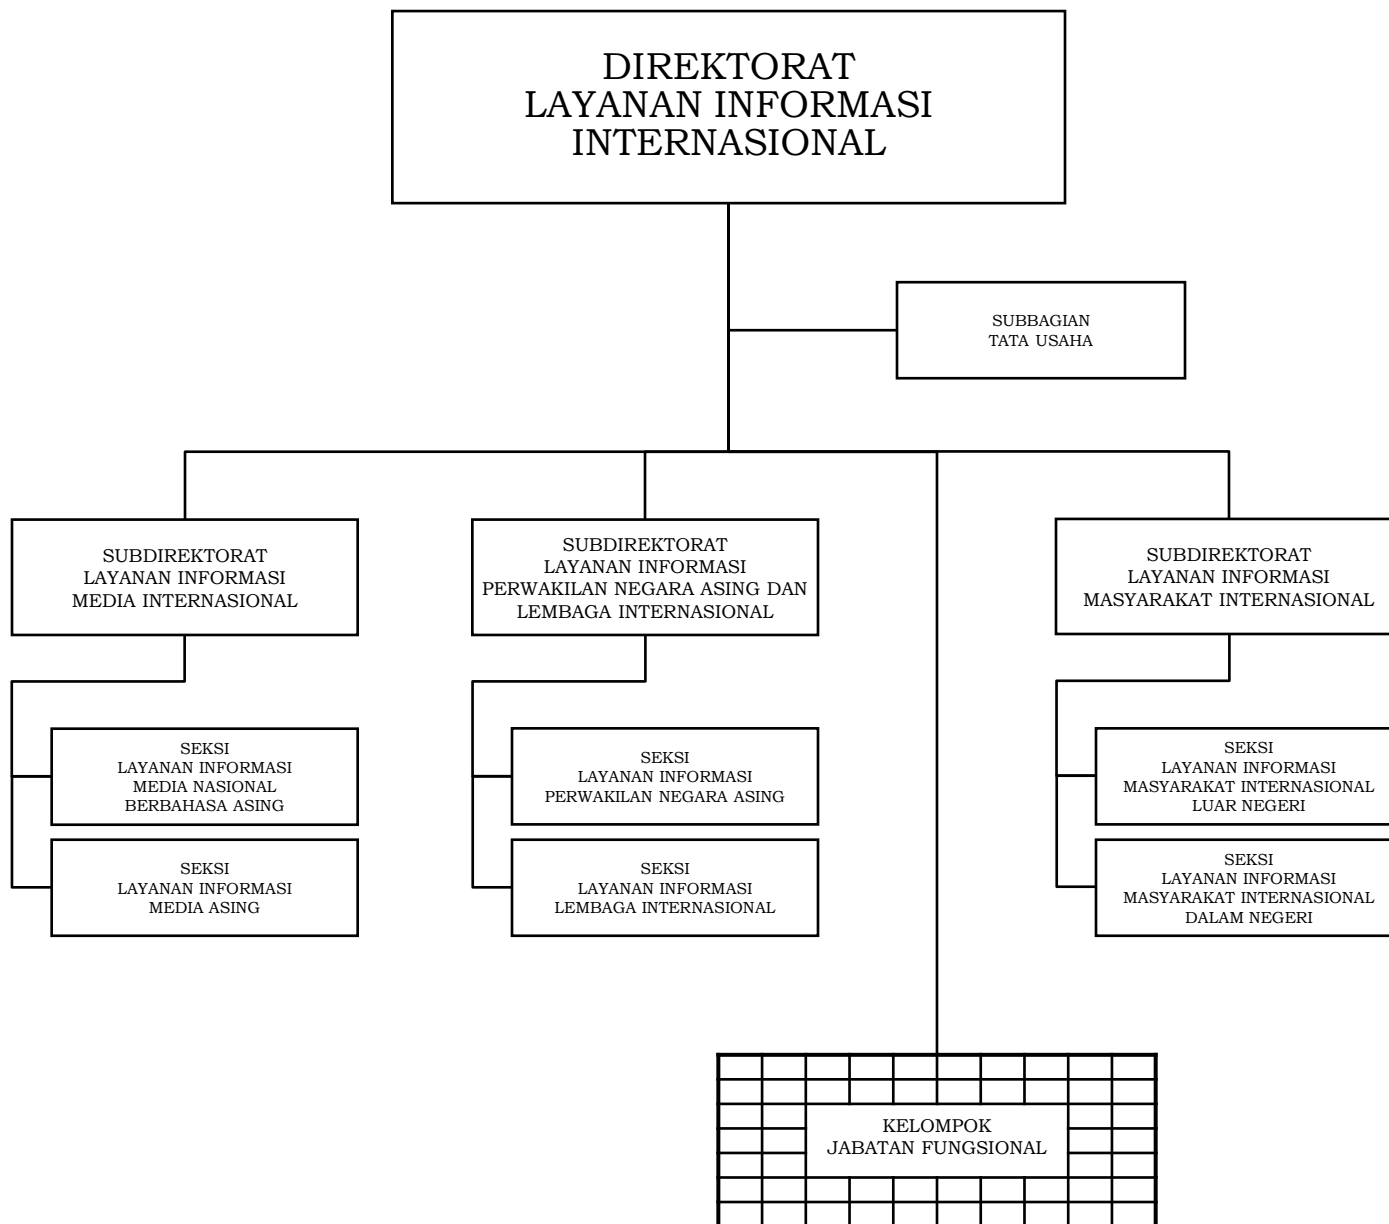 DIREKTORAT
LAYANAN INFORMASI
INTERNASIONAL
SUBBAGIAN
TATA USAHA
SUBDIREKTORAT
LAYANAN INFORMASI
MEDIA INTERNASIONAL
SUBDIREKTORAT
LAYANAN INFORMASI
PERWAKILAN NEGARA ASING DAN
LEMBAGA INTERNASIONAL
SUBDIREKTORAT
LAYANAN INFORMASI
MASYARAKAT INTERNASIONAL
SEKSI
LAYANAN INFORMASI
MEDIA NASIONAL
BERBAHASA ASING
SEKSI
LAYANAN INFORMASI
PERWAKILAN NEGARA ASING
SEKSI
LAYANAN INFORMASI
MASYARAKAT INTERNASIONAL
LUAR NEGERI
SEKSI
LAYANAN INFORMASI
MEDIA ASING
SEKSI
LAYANAN INFORMASI
LEMBAGA INTERNASIONAL
SEKSI
LAYANAN INFORMASI
MASYARAKAT INTERNASIONAL
DALAM NEGERI
KELOMPOK
JABATAN FUNGSIONAL